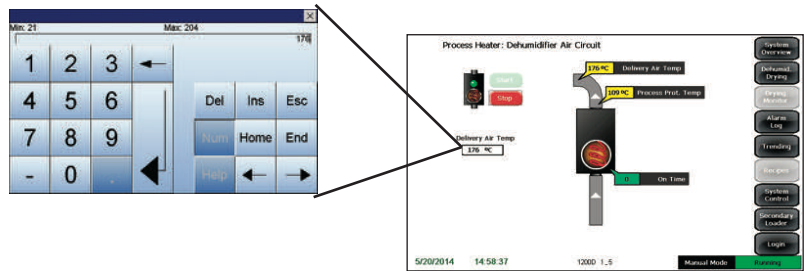 Min: 21 Max: 204
176
1 2 3
4 5 6 Del Ins Esc
7 8 9 Num Home End
- 0 . Help
Process Heater: Dehumidifier Air Circuit
Start
Stop
Delivery Air Temp
176 ºC
176 ºC Delivery Air Temp
109 ºC Process Prot. Temp
0 On Time
System
Overview
Dehumid.
Drying
Drying
Monitor
Alarm
Log
Trending
Recipes
System
Control
Secondary
Loader
Login
5/20/2014 14:58:37 1200D 1_5 Manual Mode Running